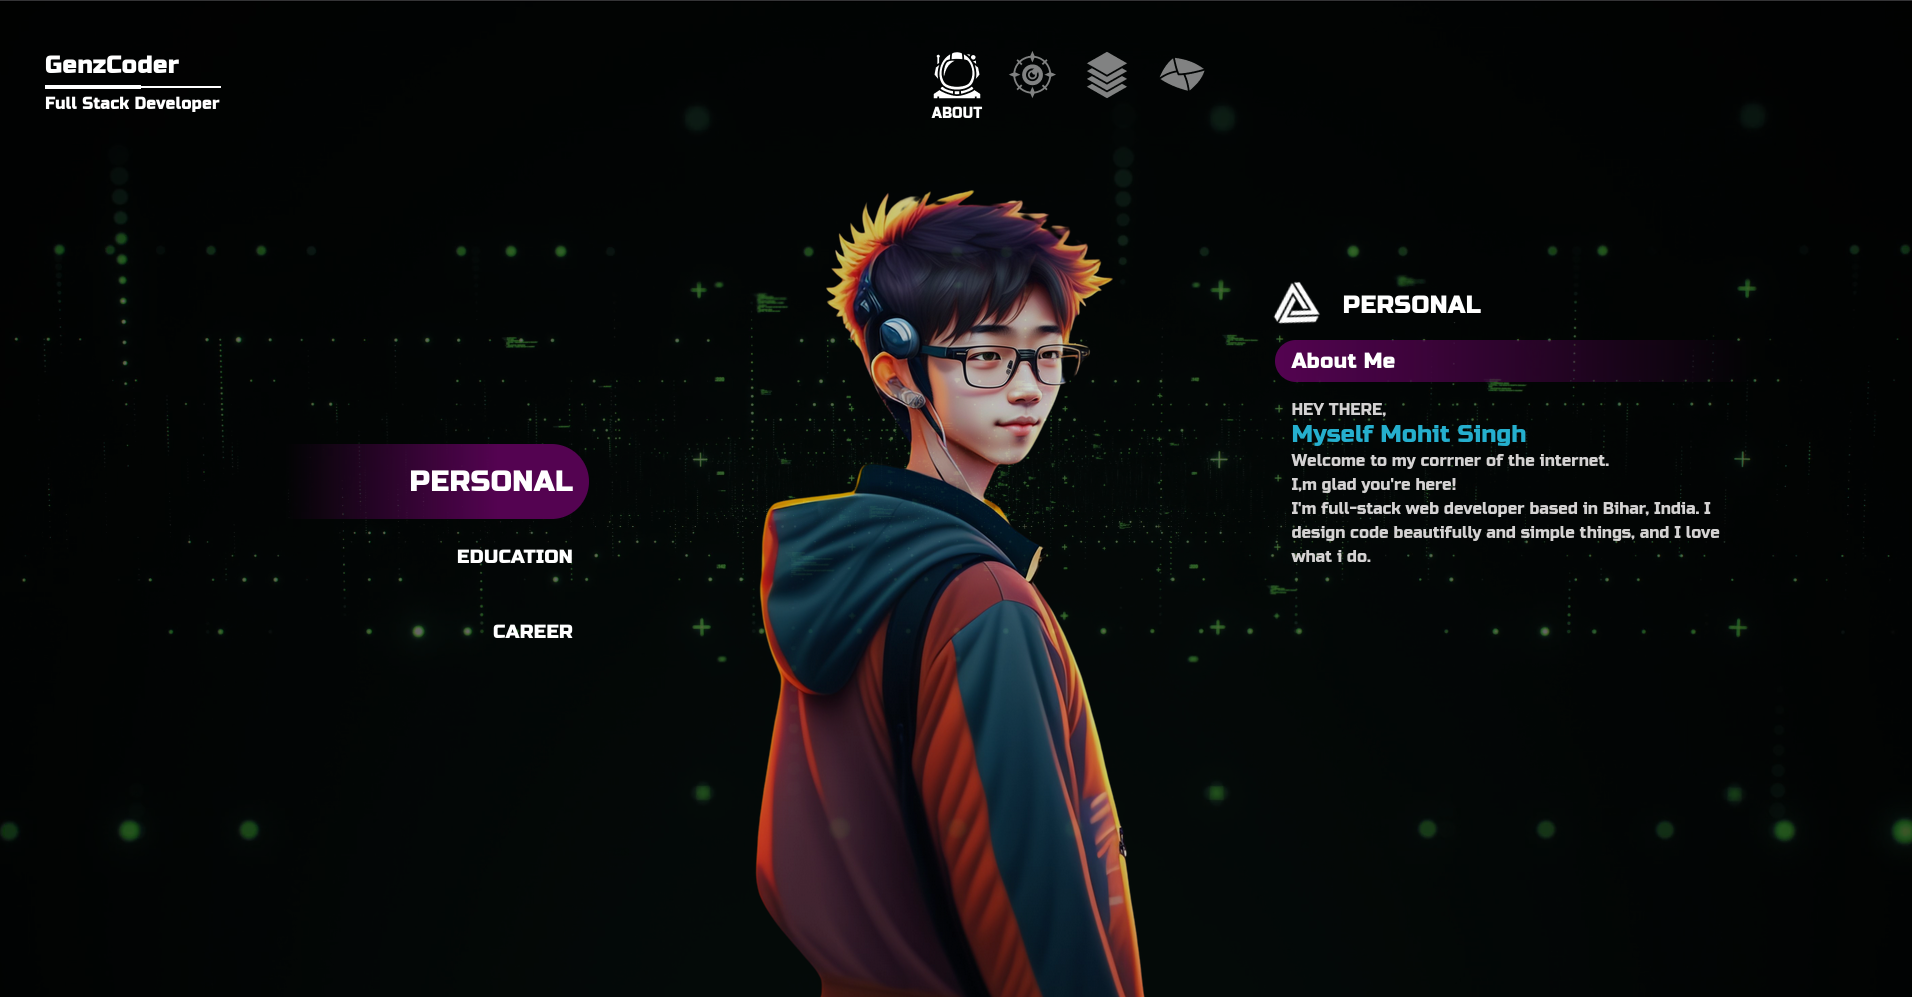 GenzCoder
Full Stack Developer
ABOUT
PERSONAL
EDUCATION
CAREER
PERSONAL
About Me
HEY THERE,
Myself Mohit Singh
Welcome to my corrner of the internet.
I,m glad you're here!
I'm full-stack web developer based in Bihar, India. I
design code beautifully and simple things, and I love
what i do.